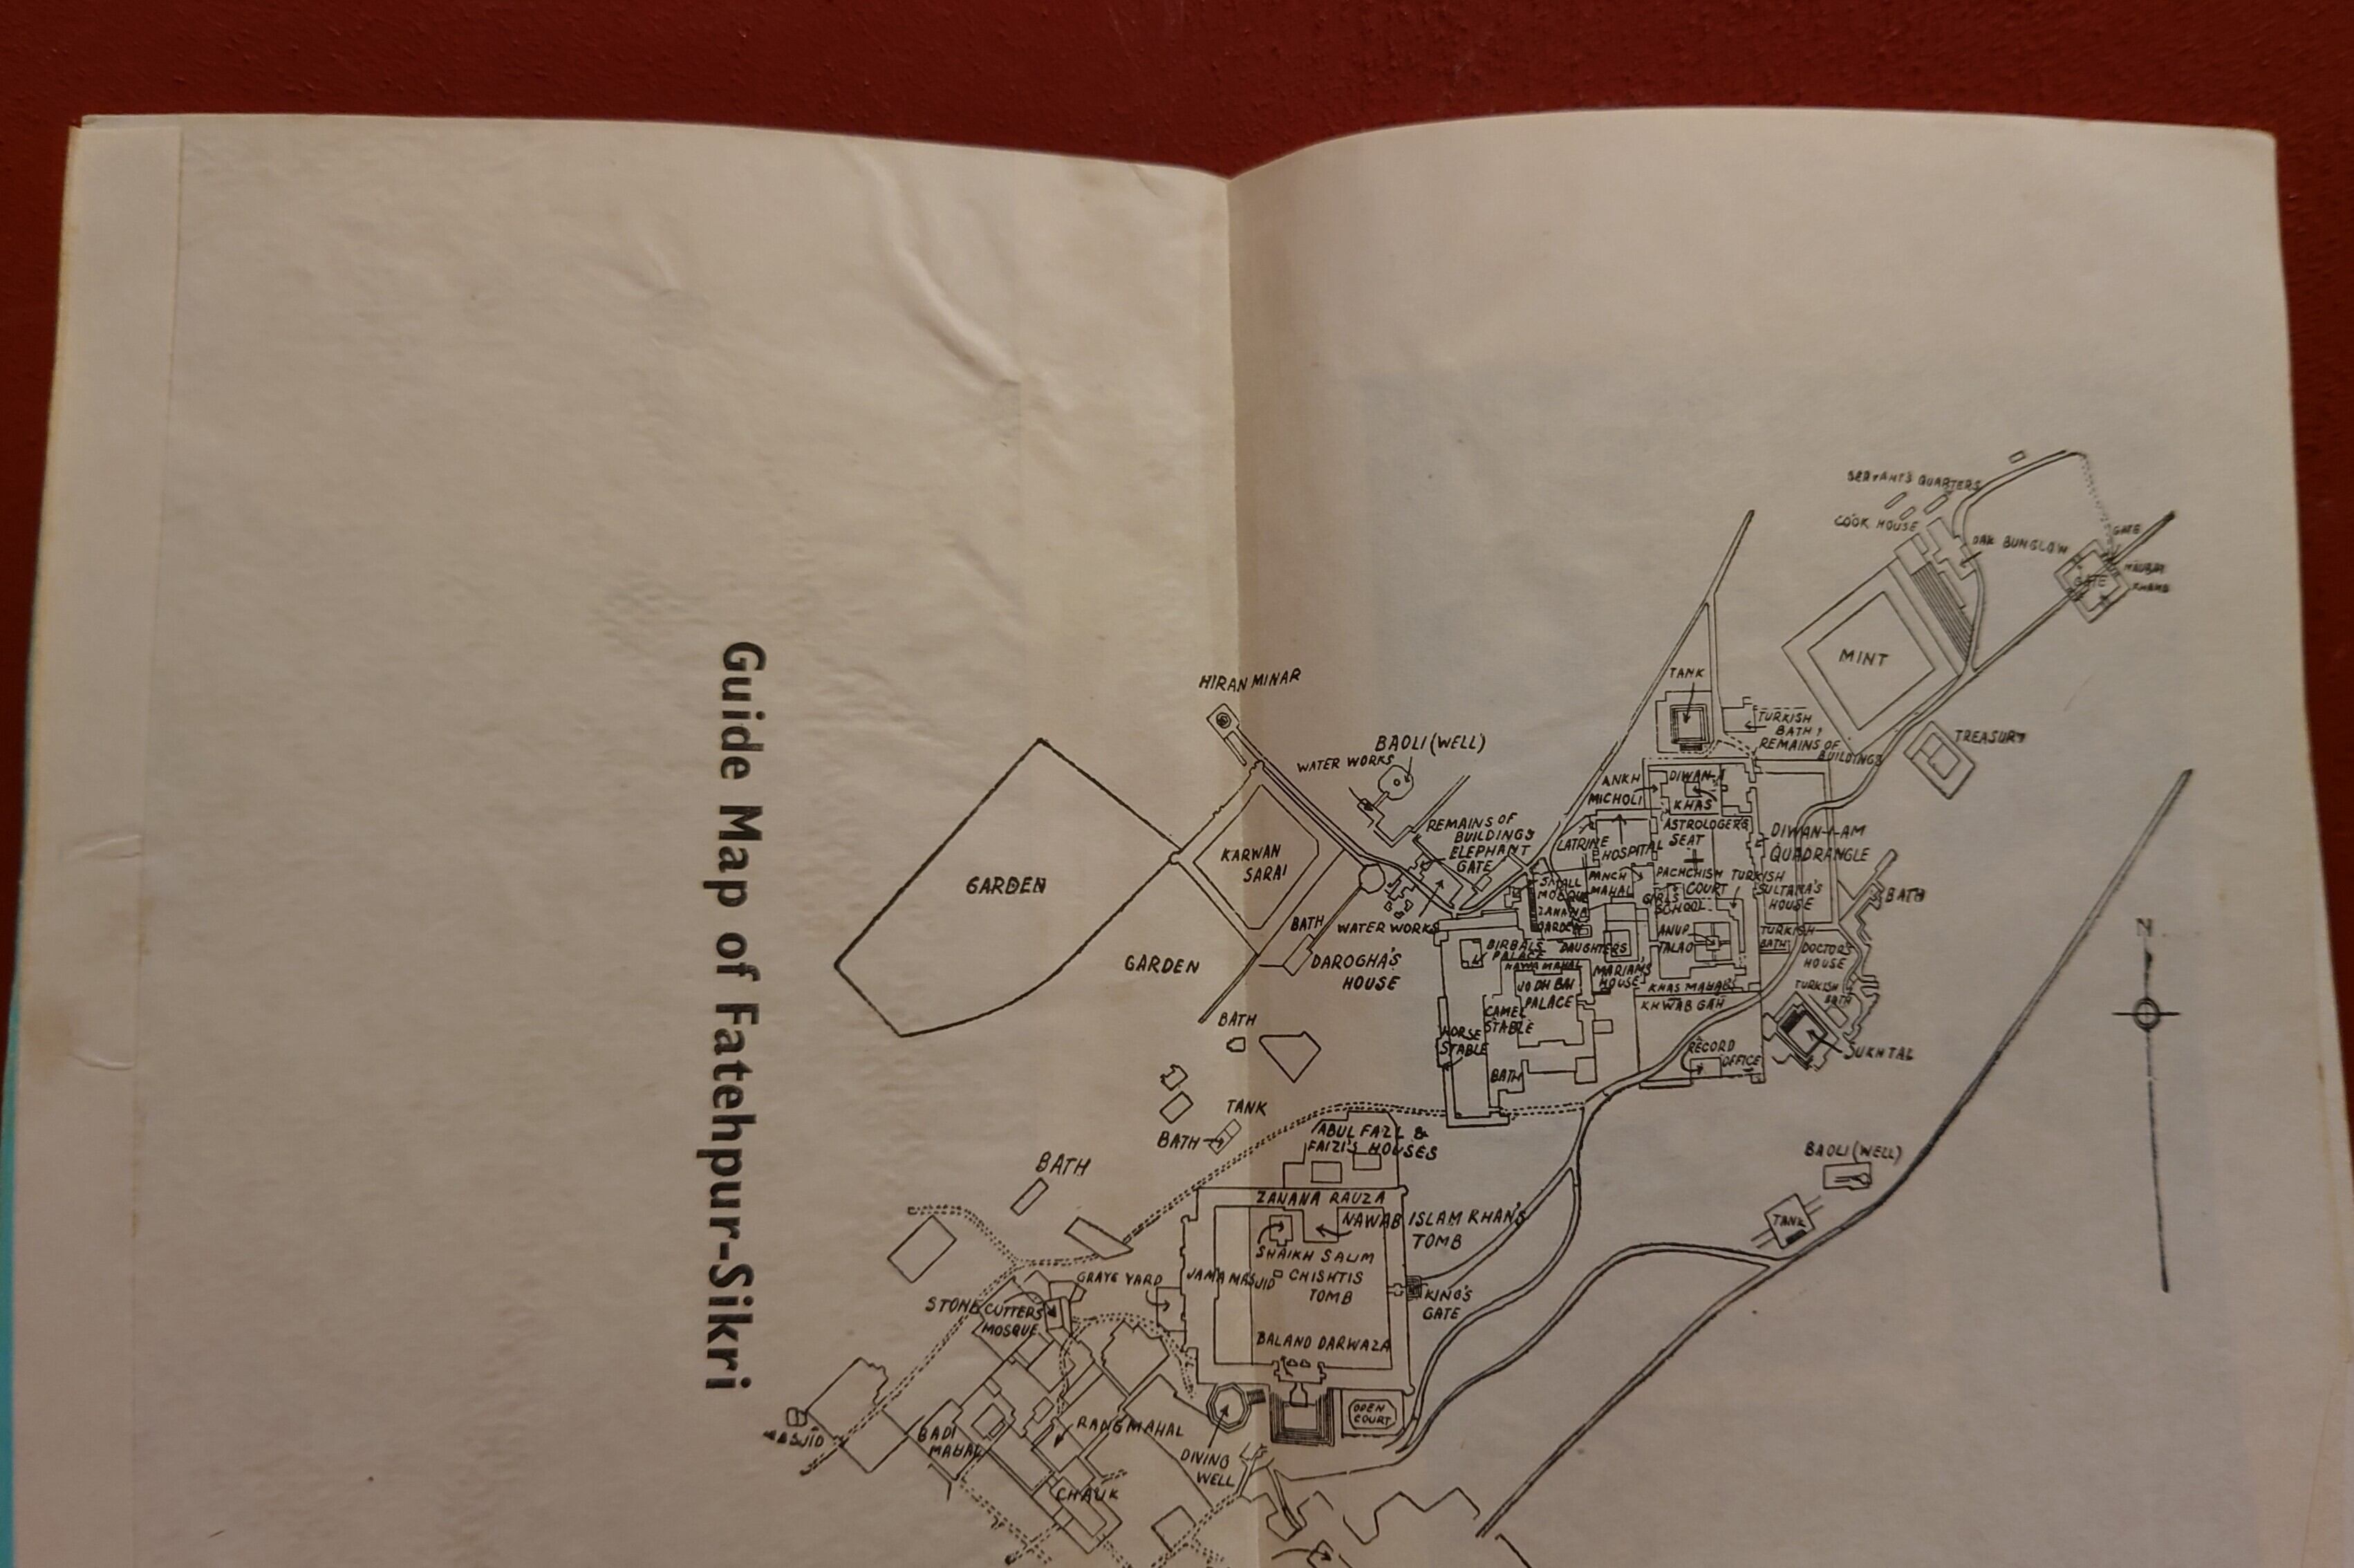 Guide Map of Fatehpur-Sikri
SERVANTS QUARTERS
COOK HOUSE
DAK BUNGLOW
GATE
GATE
MINT
TREASURY
TANK
TURKISH
BATH
REMAINS OF
BUILDINGS
HIRAN MINAR
BAOLI (WELL)
WATER WORKS
GARDEN
KARWAN
SARAI
REMAINS OF
BUILDINGS
ELEPHANT
GATE
ANKH
MICHOLI
DIWAN-I
KHAS
ASTROLOGERS
SEAT
LATRINE
HOSPITAL
DIWAN-I-AM
QUADRANGLE
SMALL
MOSQUE
ZANANA
GARDEN
PANCH
MAHAL
PACHCHISI
COURT
GIRL'S
SCHOOL
TURKISH
SULTANA'S
HOUSE
BATH
BATH
WATER WORKS
GARDEN
DAROGHA'S
HOUSE
BIRBALS
PALACE
DAUGHTERS
HAWA MAHAL
JODH BAI
PALACE
MARIAM'S
HOUSE
ANUP
TALAO
TURKISH
BATH
DOCTOR'S
HOUSE
KHAS MAHAL
KHWAB GAH
TURKISH
BATH
SUKHTAL
N
CAMEL
STABLE
HORSE
STABLE
BATH
RECORD
OFFICE
BATH
TANK
BATH
BATH
ABUL FAZL &
FAIZI'S HOUSES
BAOLI (WELL)
TANK
ZANANA RAUZA
NAWAB ISLAM KHAN'S
TOMB
SHAIKH SALIM
CHISHTIS
TOMB
JAMA MASJID
GRAVE YARD
STONE CUTTERS
MOSQUE
KING'S
GATE
BALAND DARWAZA
OPEN
COURT
MASJID
BADI
MAHAL
RANG MAHAL
DIVING
WELL
CHAUK